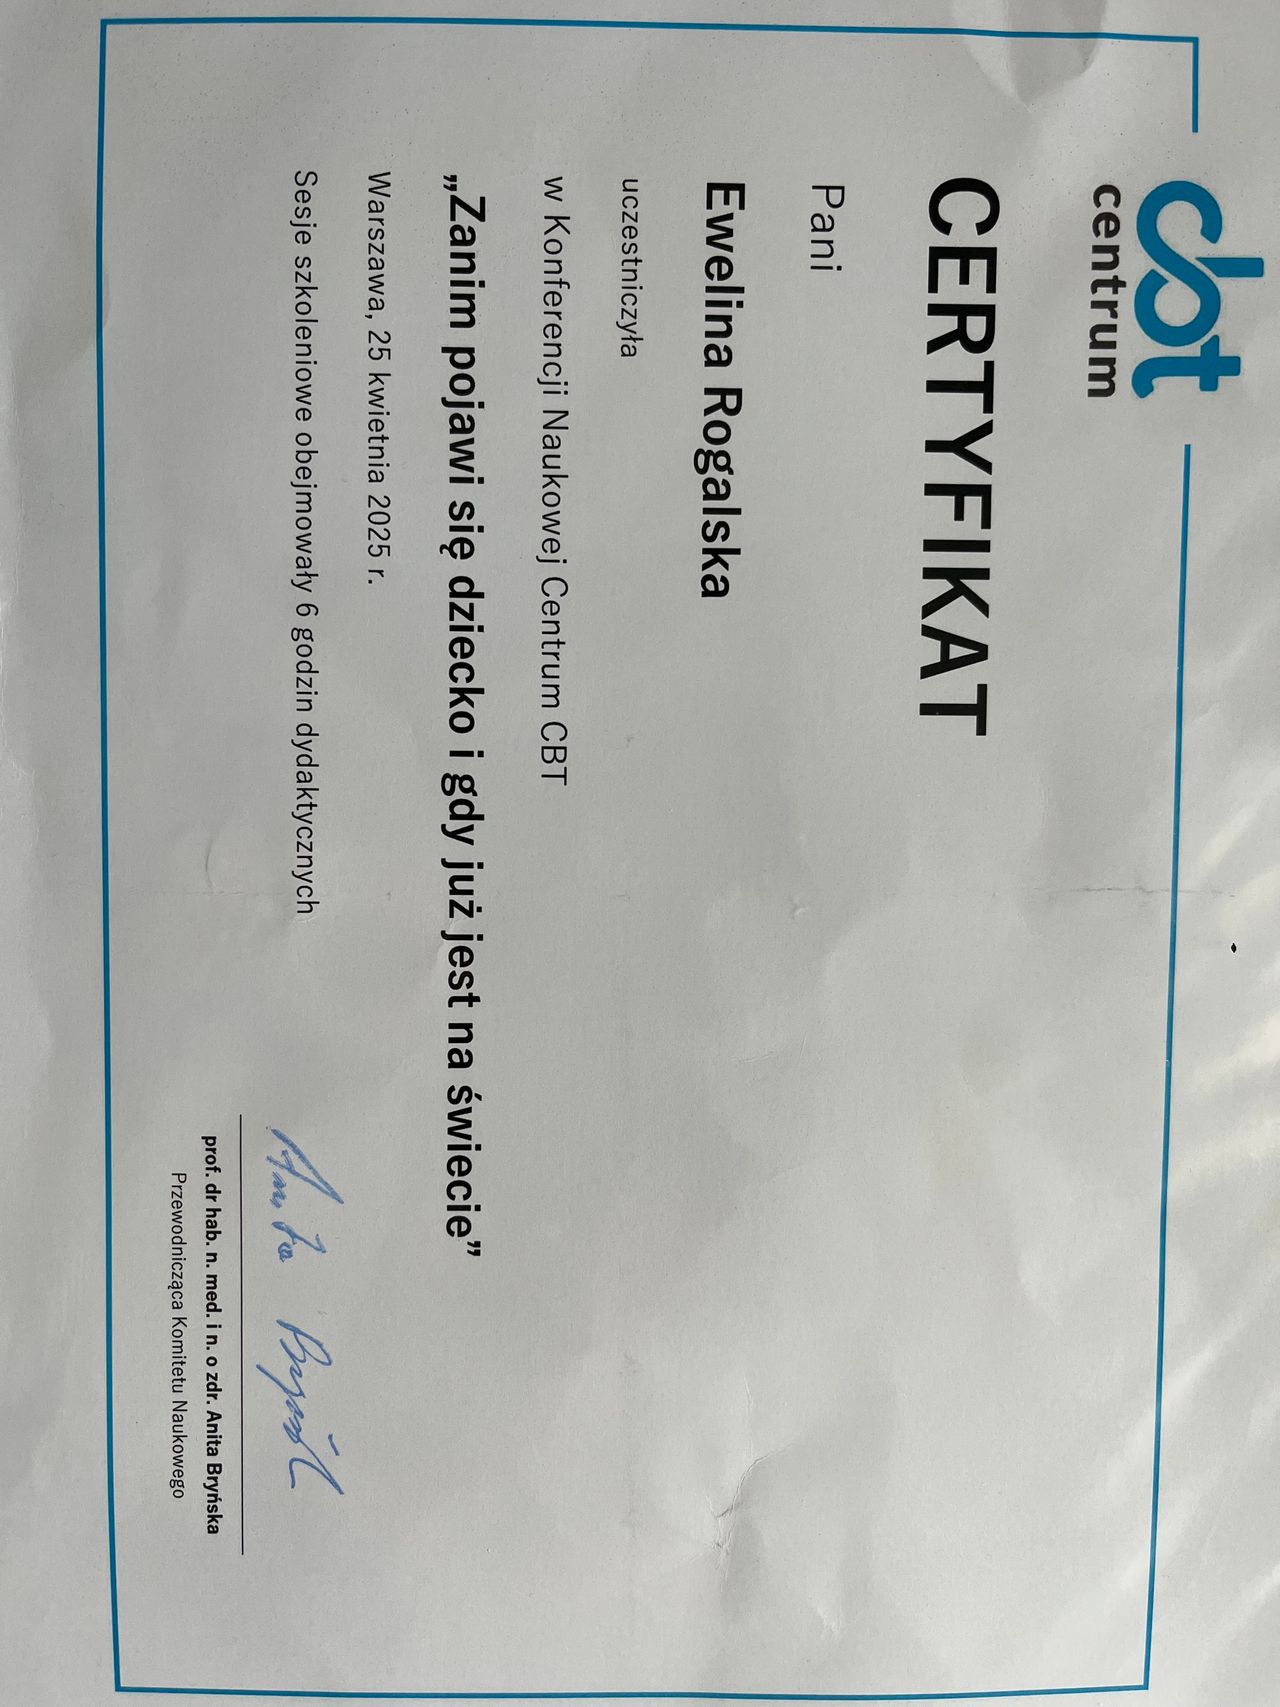 cbt
centrum
CERTYFIKAT
Pani
Ewelina Rogalska
uczestniczyła
w Konferencji Naukowej Centrum CBT
„Zanim pojawi się dziecko i gdy już jest na świecie”
Warszawa, 25 kwietnia 2025 r.
Sesje szkoleniowe obejmowały 6 godzin dydaktycznych
Anita Bryńsk
prof. dr hab. n. med. i n. o zdr. Anita Bryńska
Przewodnicząca Komitetu Naukowego